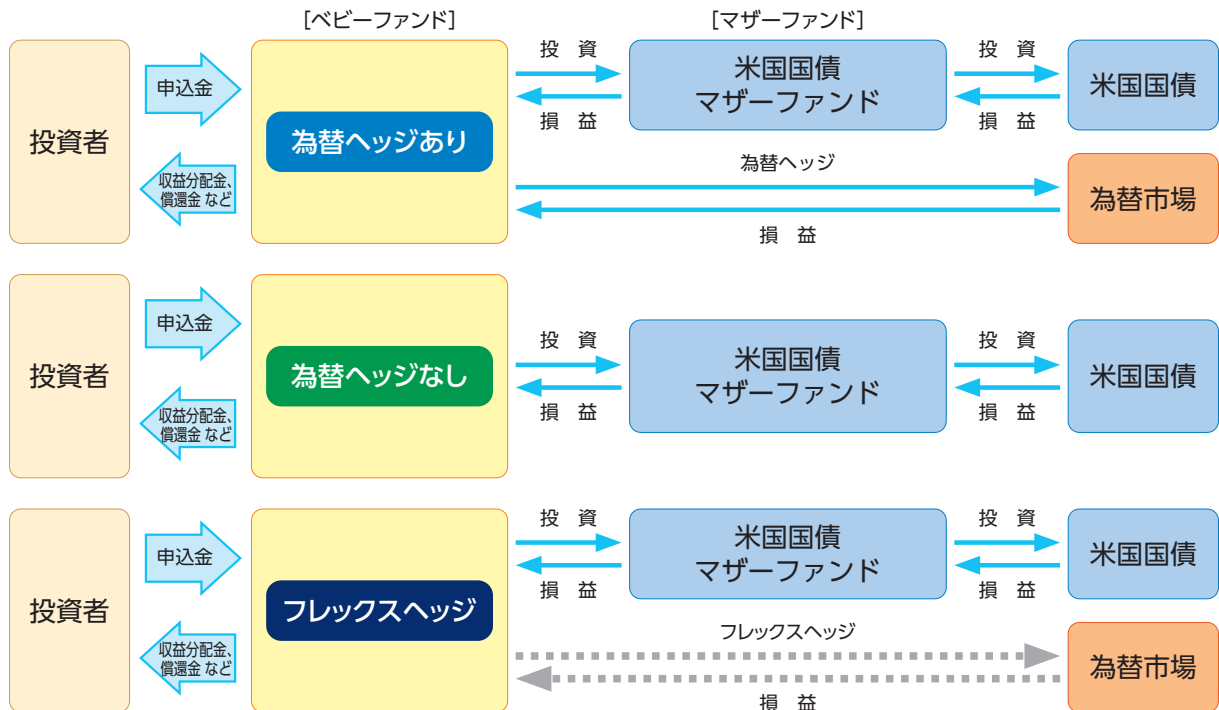 [ベビーファンド]
[マザーファンド]
投資者
申込金
収益分配金、
償還金 など
為替ヘッジあり
投 資
損 益
米国国債
マザーファンド
投 資
損 益
米国国債
為替ヘッジ
損 益
為替市場
投資者
申込金
収益分配金、
償還金 など
為替ヘッジなし
投 資
損 益
米国国債
マザーファンド
投 資
損 益
米国国債
投資者
申込金
収益分配金、
償還金 など
フレックスヘッジ
投 資
損 益
米国国債
マザーファンド
投 資
損 益
米国国債
フレックスヘッジ
損 益
為替市場